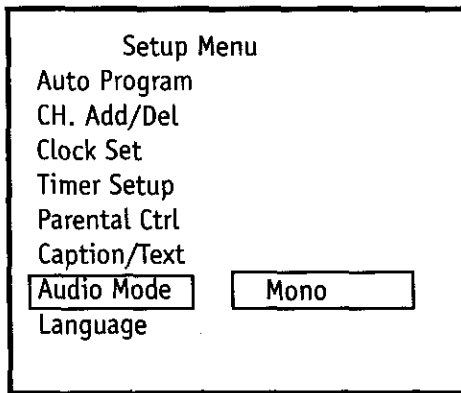 Setup Menu
Auto Program
CH. Add/Del
Clock Set
Timer Setup
Parental Ctrl
Caption/Text
Audio Mode Mono
Language